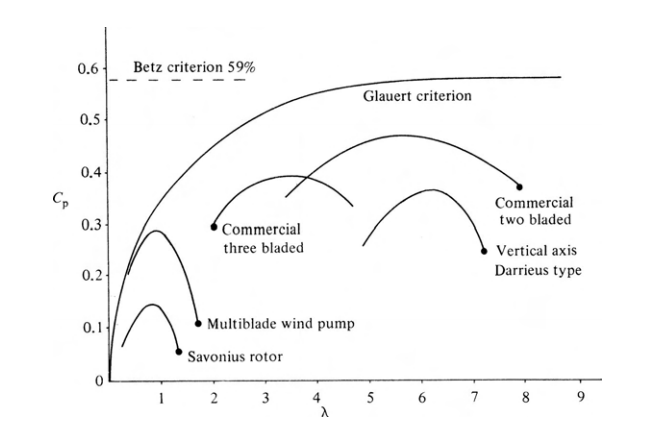 Betz criterion 59%
Glauert criterion
0.6
0.5
0.4
0.3
0.2
0.1
0
Cp
Commercial
two bladed
Commercial
three bladed
Vertical axis
Darrieus type
Multiblade wind pump
Savonius rotor
1 2 3 4 5 6 7 8 9
λ